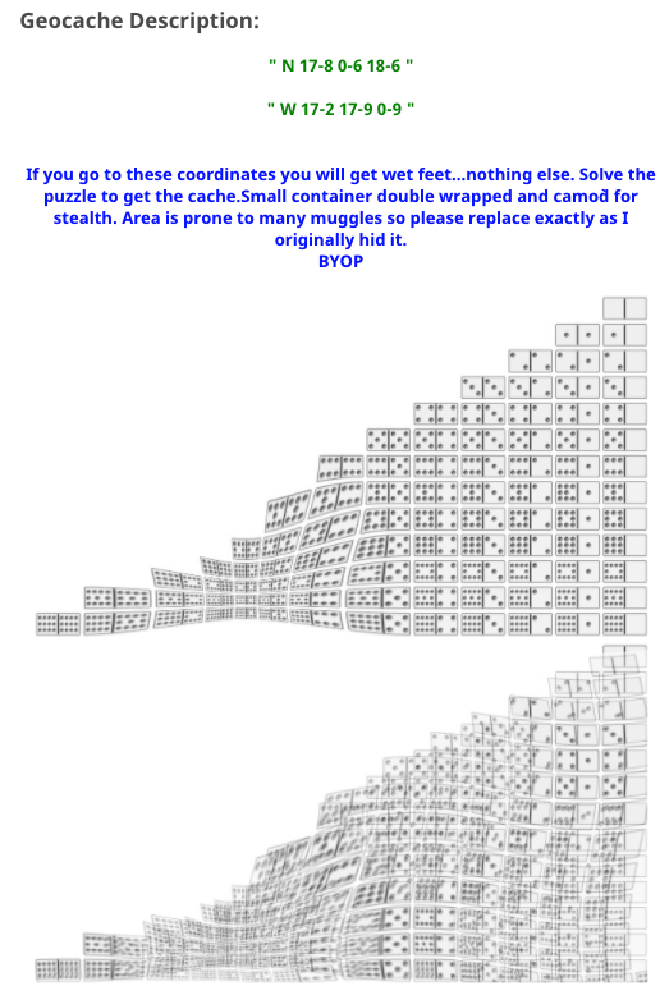 Geocache Description:
" N 17-8 0-6 18-6 "
" W 17-2 17-9 0-9 "
If you go to these coordinates you will get wet feet...nothing else. Solve the
puzzle to get the cache.Small container double wrapped and camod for
stealth. Area is prone to many muggles so please replace exactly as I
originally hid it.
BYOP